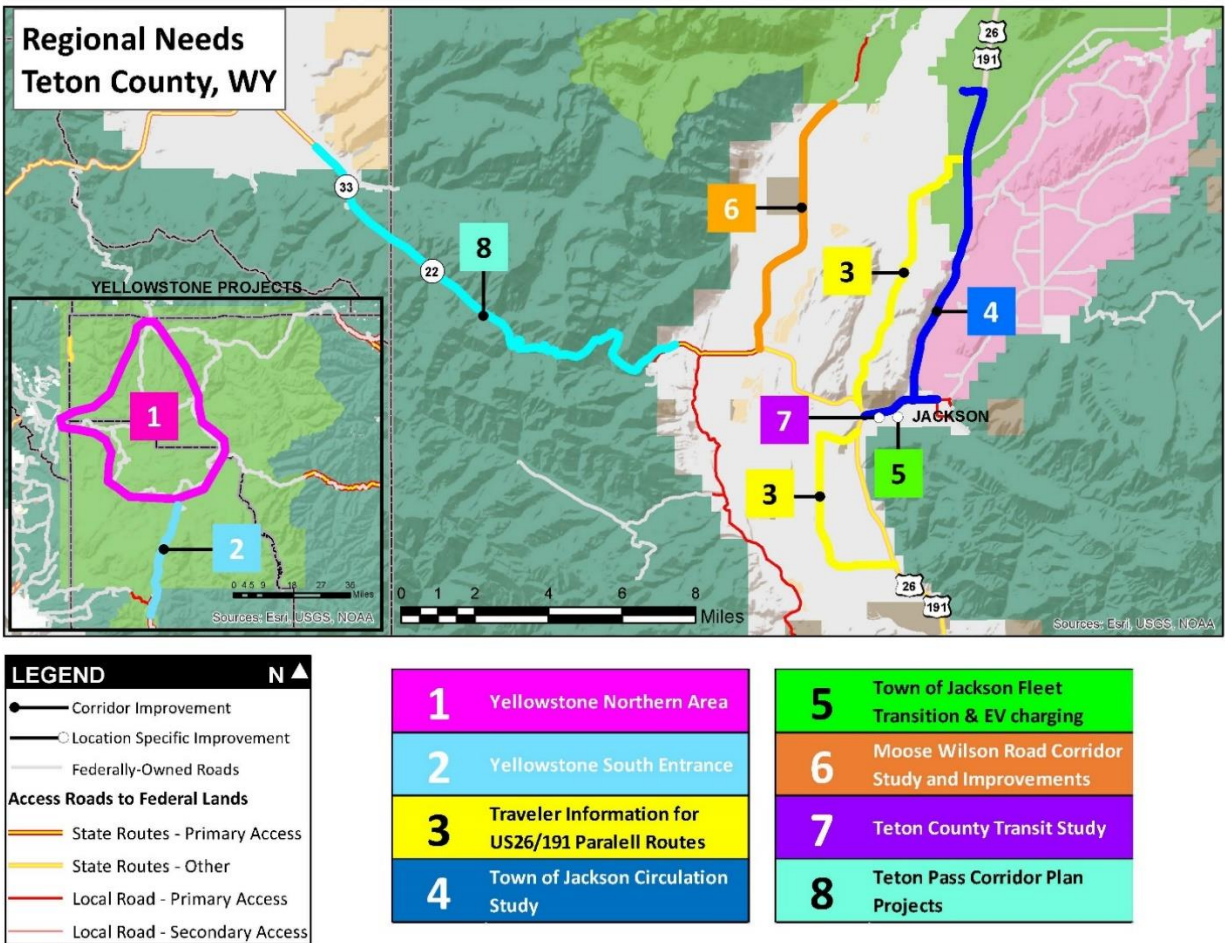 Regional Needs
Teton County, WY
26
191
33
6
8
22
3
4
YELLOWSTONE PROJECTS
1
7
JACKSON
5
3
2
0 4.5 9 18 27 36
Miles
Sources: Esri, USGS, NOAA
0 1 2 4 6 8
Miles
26
191
Sources: Esri, USGS, NOAA
LEGEND N
Corridor Improvement
Location Specific Improvement
Federally-Owned Roads
Access Roads to Federal Lands
State Routes - Primary Access
State Routes - Other
Local Road - Primary Access
Local Road - Secondary Access
1 Yellowstone Northern Area
2 Yellowstone South Entrance
3 Traveler Information for
US26/191 Paralell Routes
4 Town of Jackson Circulation
Study
5 Town of Jackson Fleet
Transition & EV charging
6 Moose Wilson Road Corridor
Study and Improvements
7 Teton County Transit Study
8 Teton Pass Corridor Plan
Projects